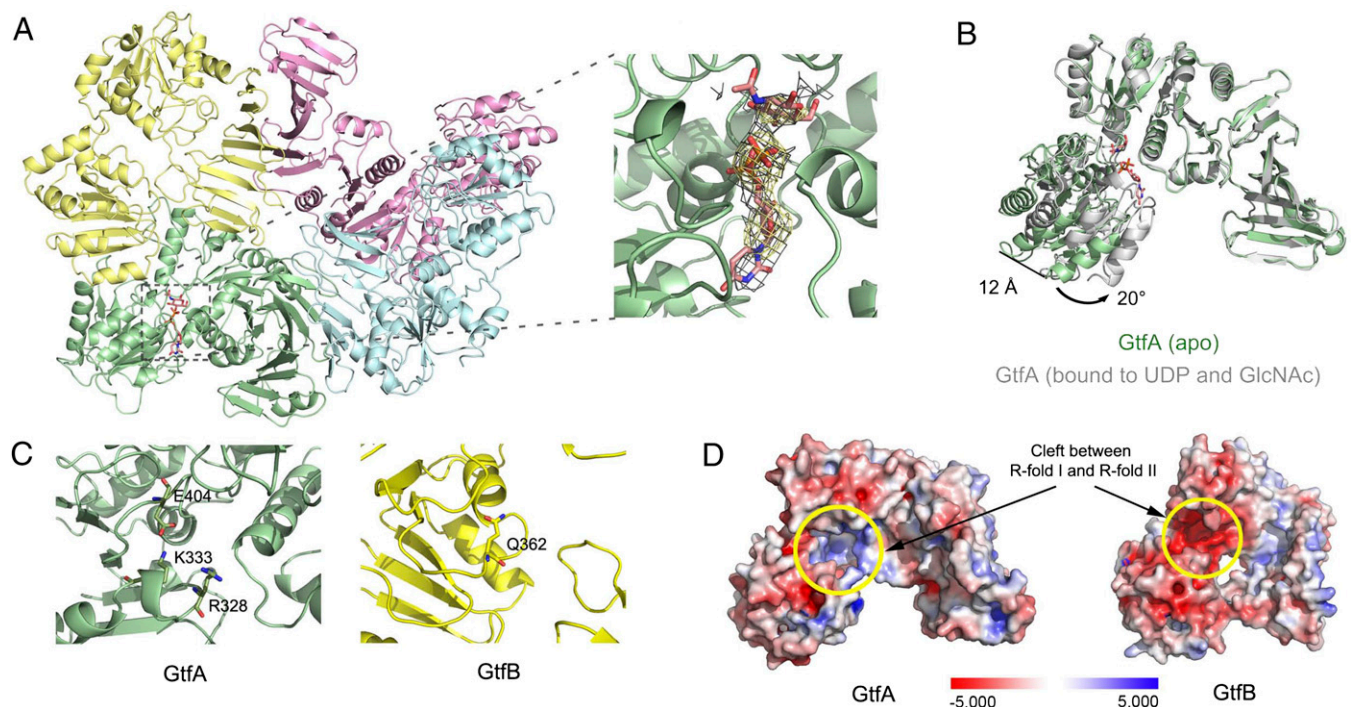 A
B
12 Å
20°
GtfA (apo)
GtfA (bound to UDP and GlcNAc)
C
E404
K333
R328
GtfA
Q362
GtfB
D
Cleft between
R-fold I and R-fold II
GtfA
-5.000
5.000
GtfB